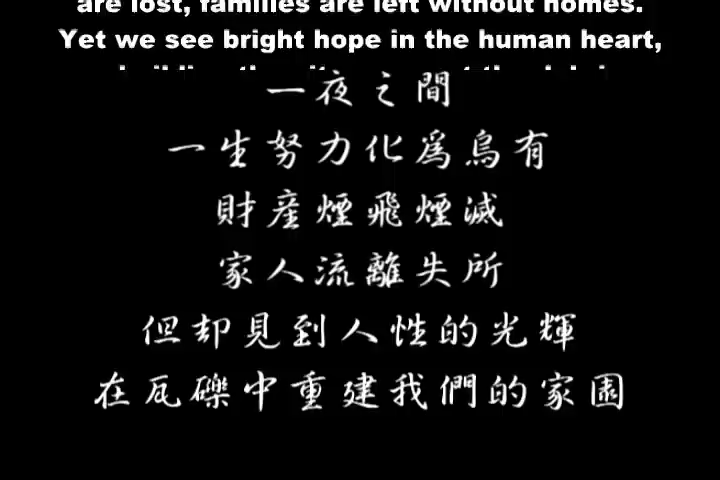 are lost, families are left without homes.
Yet we see bright hope in the human heart,
一夜之間
一生努力化為烏有
財產煙飛煙滅
家人流離失所
但卻見到人性的光輝
在瓦礫中重建我們的家園